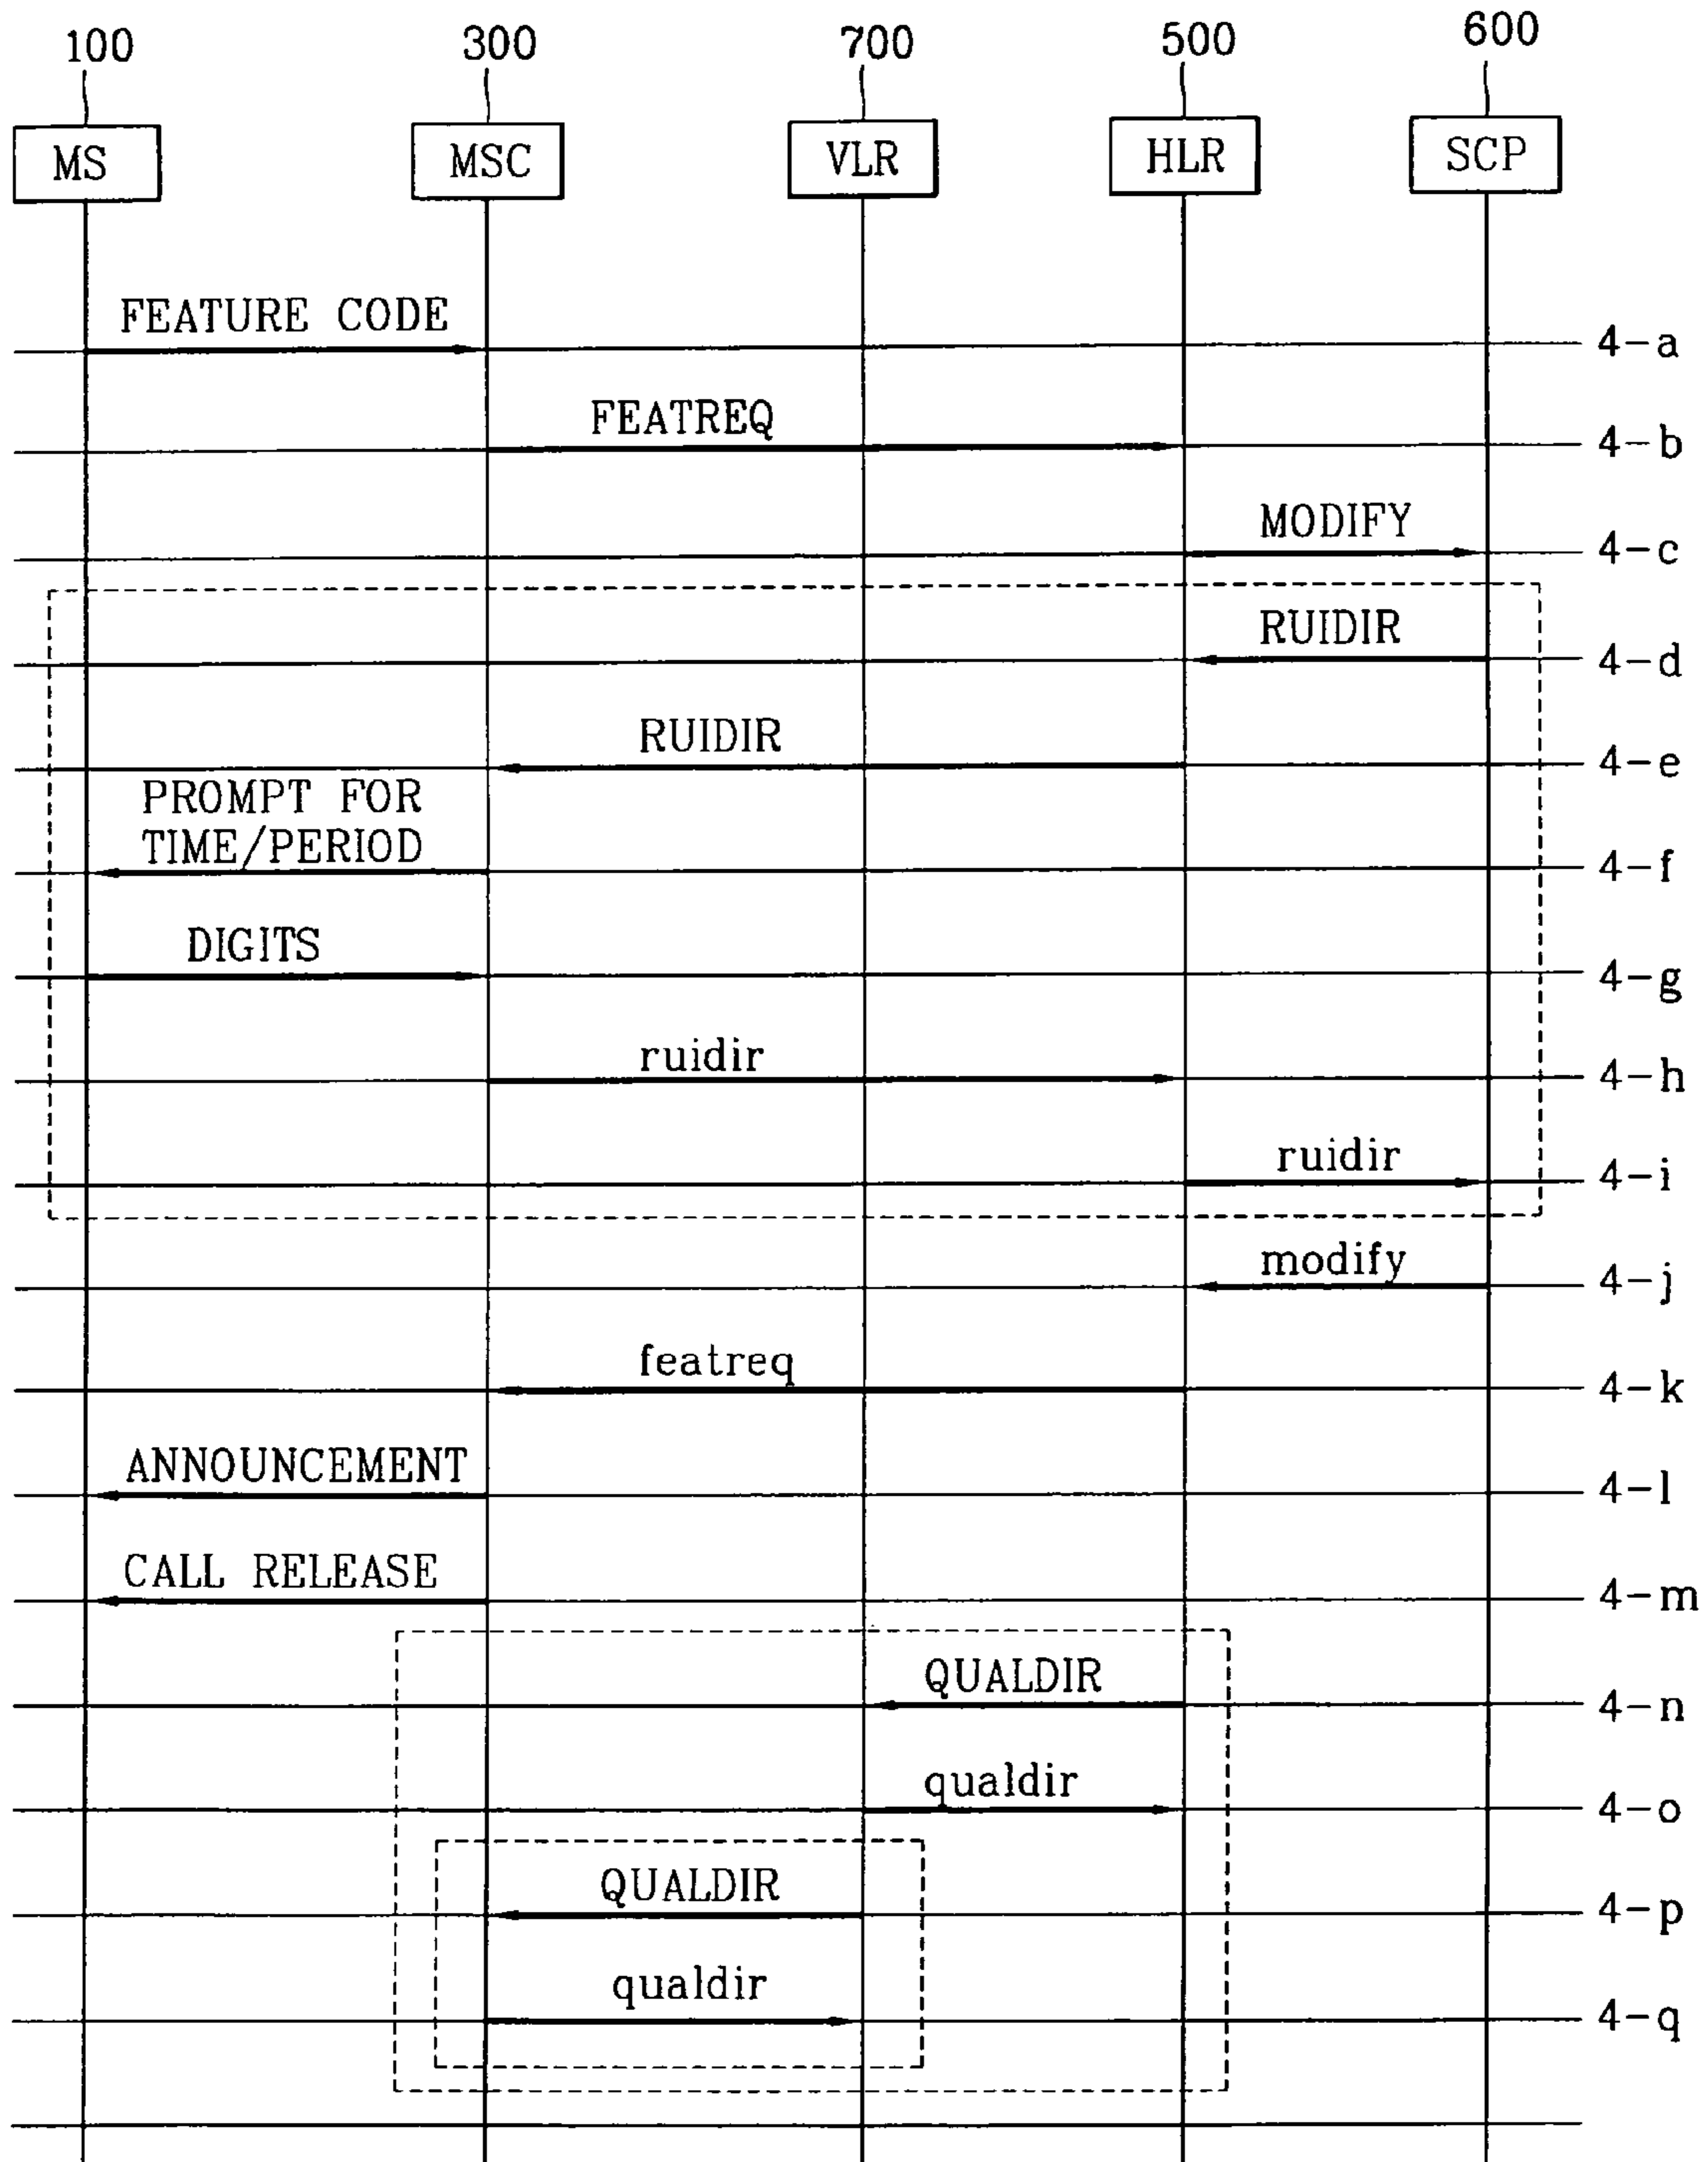 100 300 700 500 600
MS MSC VLR HLR SCP
FEATURE CODE 4-a
FEATREQ 4-b
MODIFY 4-c
RUIDIR 4-d
RUIDIR 4-e
PROMPT FOR
TIME/PERIOD 4-f
DIGITS 4-g
ruidir 4-h
ruidir 4-i
modify 4-j
featreq 4-k
ANNOUNCEMENT 4-l
CALL RELEASE 4-m
QUALDIR 4-n
qualdir 4-o
QUALDIR 4-p
qualdir 4-q